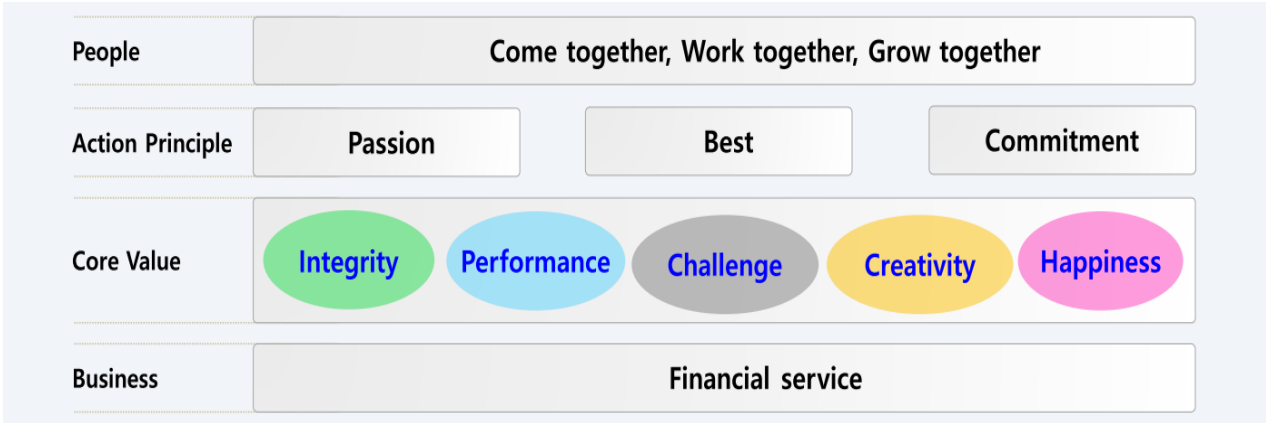 People Come together, Work together, Grow together
Action Principle Passion Best Commitment
Core Value Integrity Performance Challenge Creativity Happiness
Business Financial service